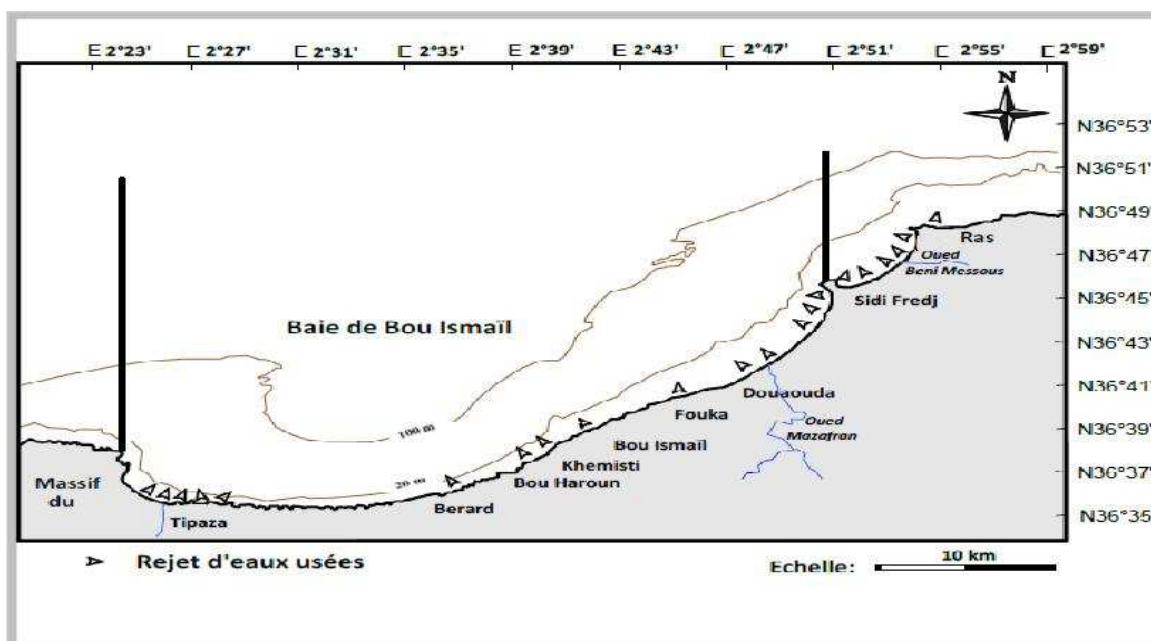 E 2°23' E 2°27' E 2°31' E 2°35' E 2°39' E 2°43' E 2°47' E 2°51' E 2°55' E 2°59'
N
N36°53'
N36°51'
N36°49'
N36°47'
N36°45'
N36°43'
N36°41'
N36°39'
N36°37'
N36°35'
Ras
Oued
Beni Messous
Sidi Fredj
Baie de Bou Ismaïl
Douaouda
Fouka
Oued
Mazafran
100 m
Bou Ismaïl
Khemisti
Bou Haroun
20 m
Berard
Massif
du
Tipaza
Rejet d'eaux usées
10 km
Echelle: